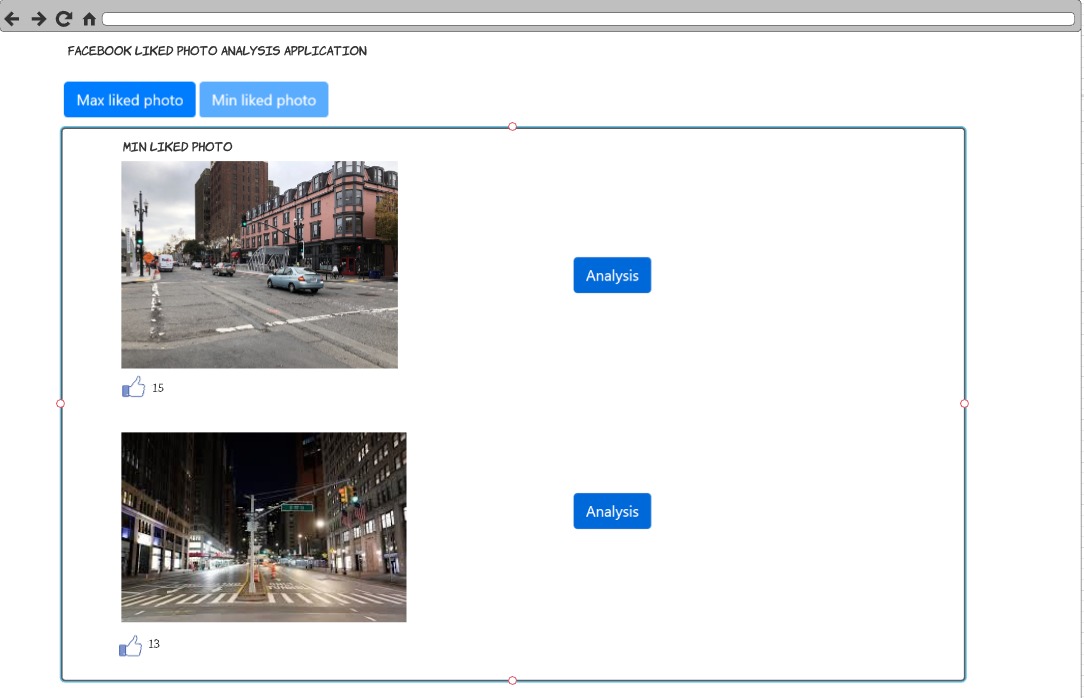 FACEBOOK LIKED PHOTO ANALYSIS APPLICATION
Max liked photo Min liked photo
MIN LIKED PHOTO
Analysis
15
Analysis
13